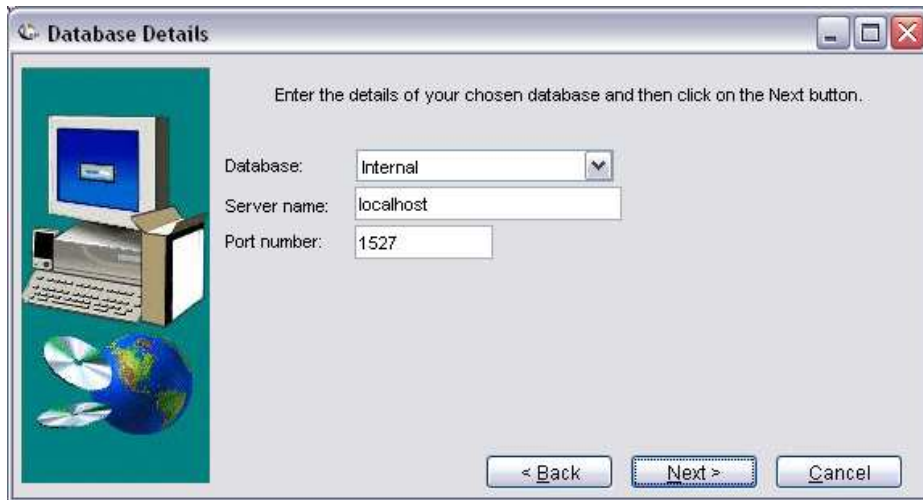 Database Details
Enter the details of your chosen database and then click on the Next button.
Database: Internal
Server name: localhost
Port number: 1527
< Back Next > Cancel